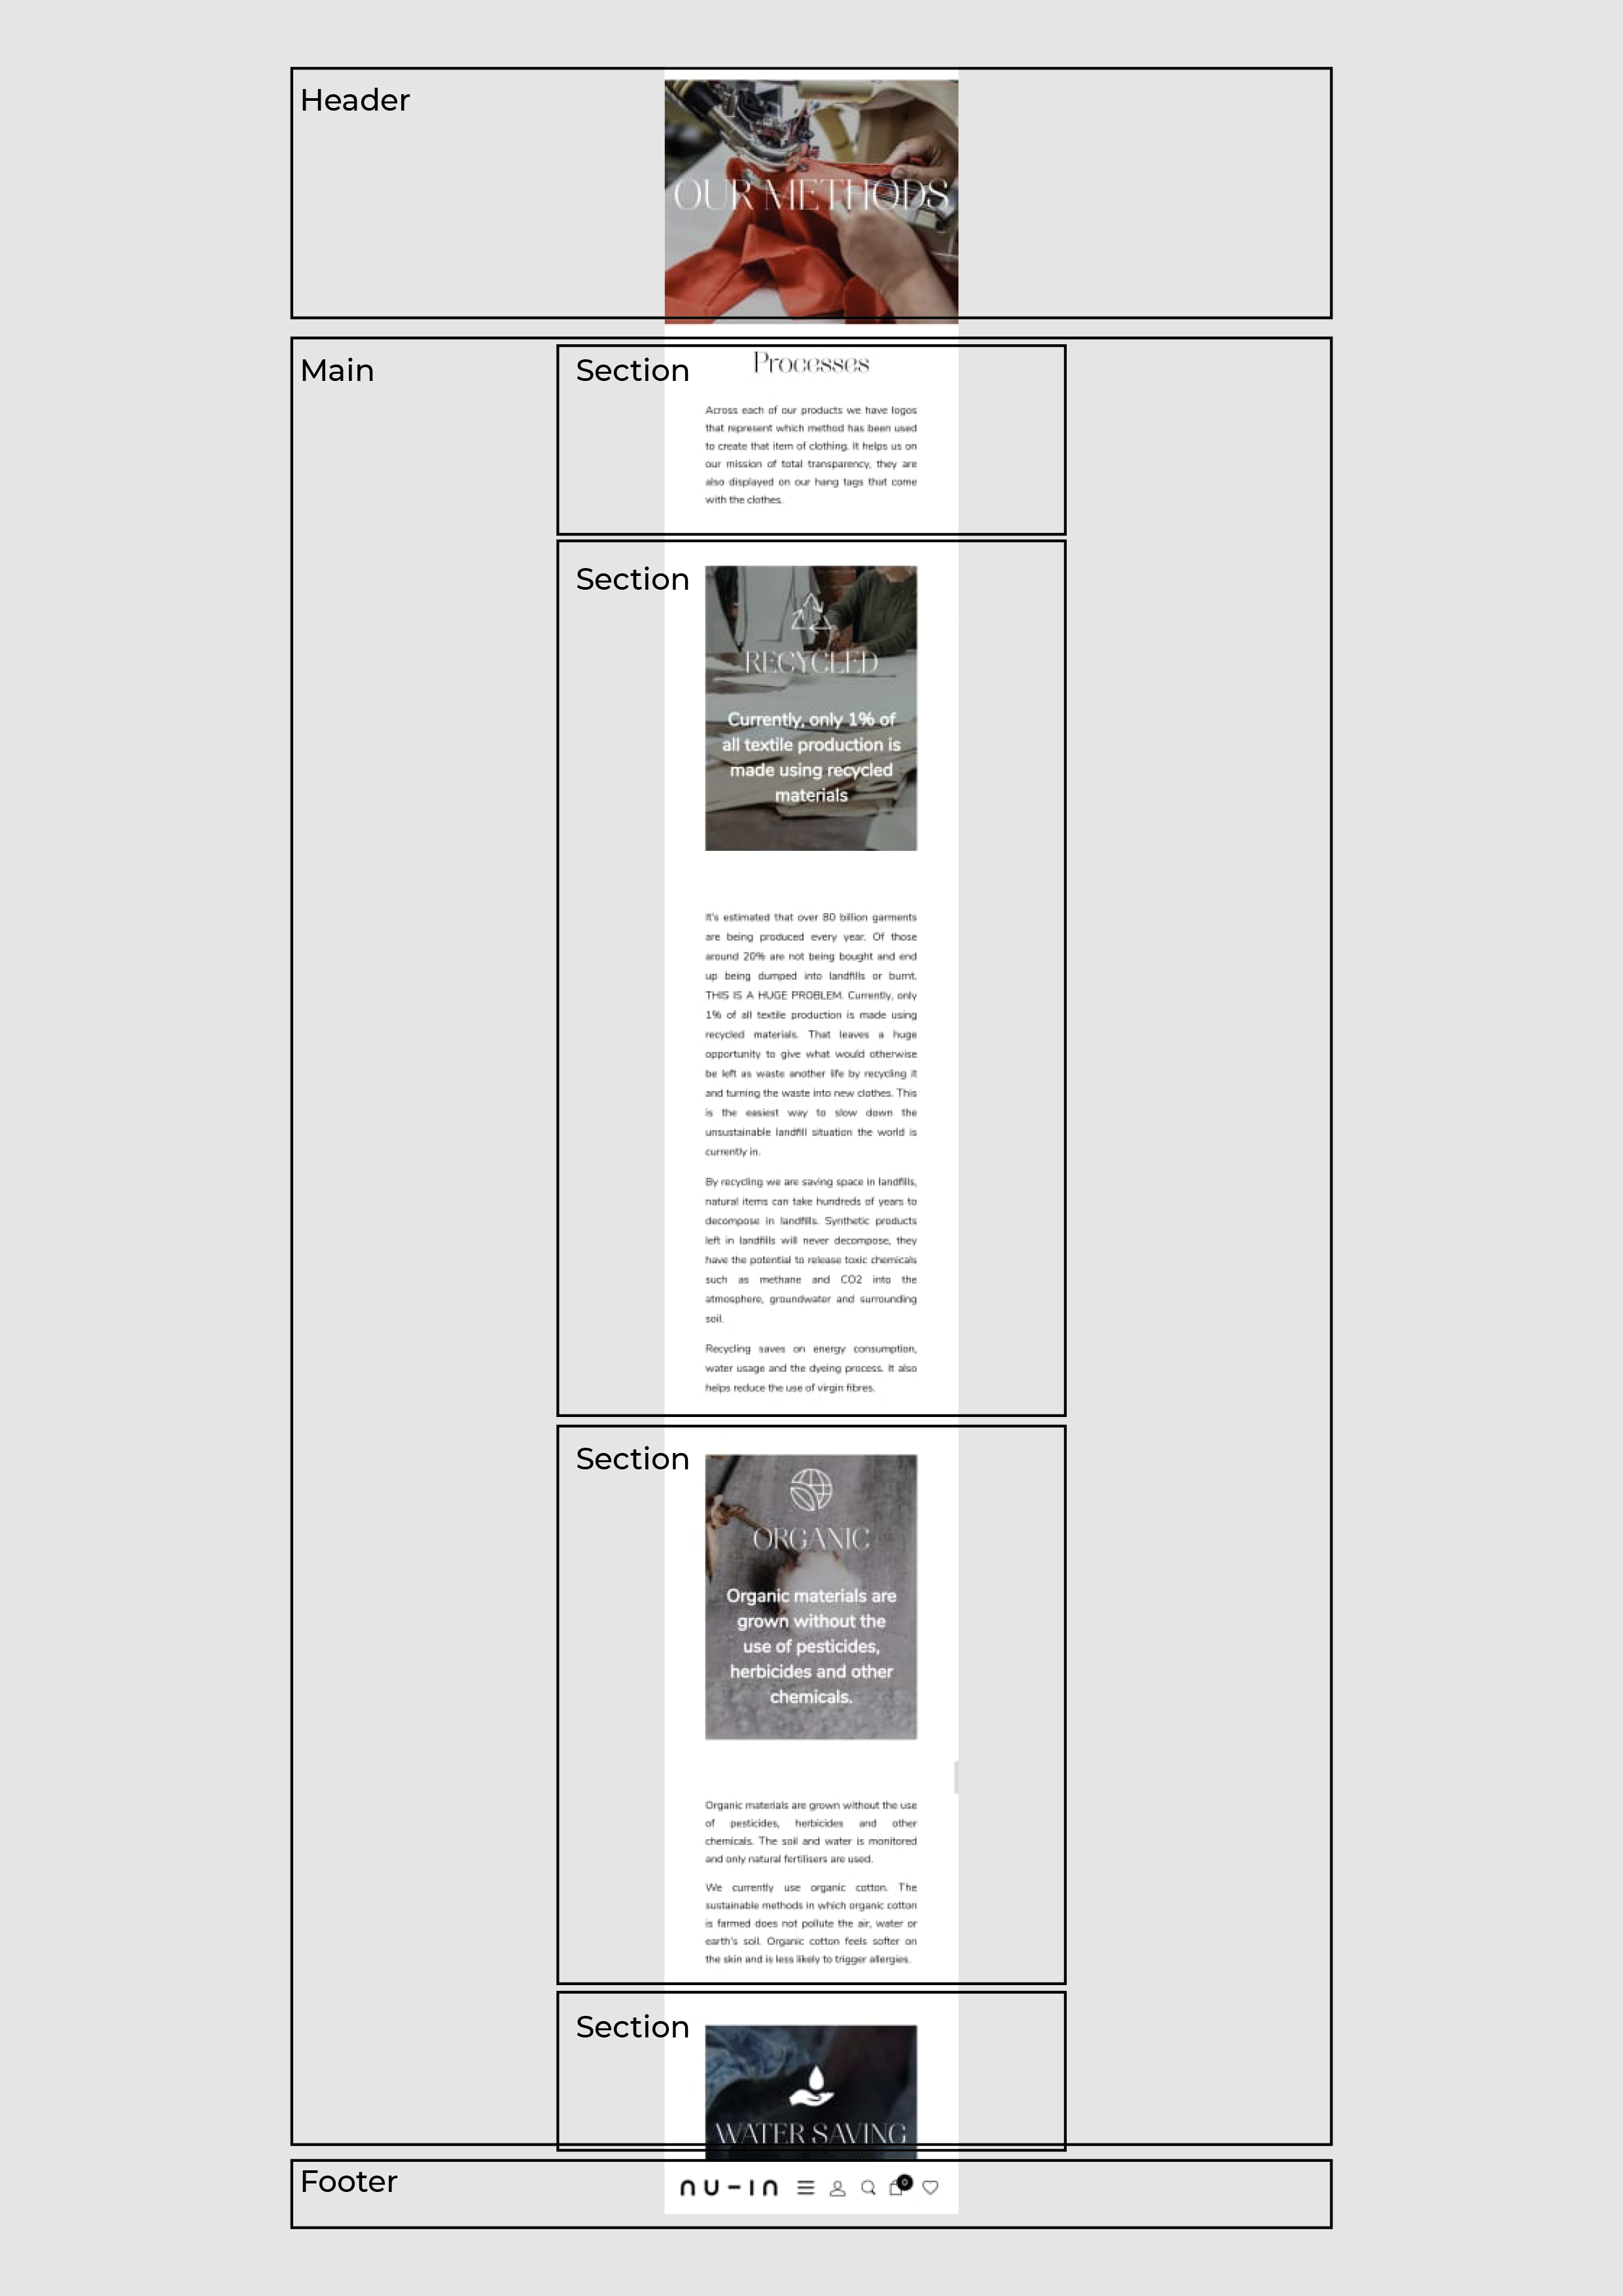 Header
OUR METHODS
Main
Section
Processes
Across each of our products we have logos
that represent which method has been used
to create that item of clothing. It helps us on
our mission of total transparency, they are
also displayed on our hang tags that come
with the clothes.
Section
RECYCLED
Currently, only 1% of
all textile production is
made using recycled
materials
It's estimated that over 80 billion garments
are being produced every year. Of those
around 20% are not being bought and end
up being dumped into landfills or burnt.
THIS IS A HUGE PROBLEM. Currently, only
1% of all textile production is made using
recycled materials. That leaves a huge
opportunity to give what would otherwise
be left as waste another life by recycling it
and turning the waste into new clothes. This
is the easiest way to slow down the
unsustainable landfill situation the world is
currently in.
By recycling we are saving space in landfills,
natural items can take hundreds of years to
decompose in landfills. Synthetic products
left in landfills will never decompose, they
have the potential to release toxic chemicals
such as methane and CO2 into the
atmosphere, groundwater and surrounding
soil.
Recycling saves on energy consumption,
water usage and the dyeing process. It also
helps reduce the use of virgin fibres.
Section
ORGANIC
Organic materials are
grown without the
use of pesticides,
herbicides and other
chemicals.
Organic materials are grown without the use
of pesticides, herbicides and other
chemicals. The soil and water is monitored
and only natural fertilisers are used.
We currently use organic cotton. The
sustainable methods in which organic cotton
is farmed does not pollute the air, water or
earth's soil. Organic cotton feels softer on
the skin and is less likely to trigger allergies.
Section
WATER SAVING
Footer
nu-in 0